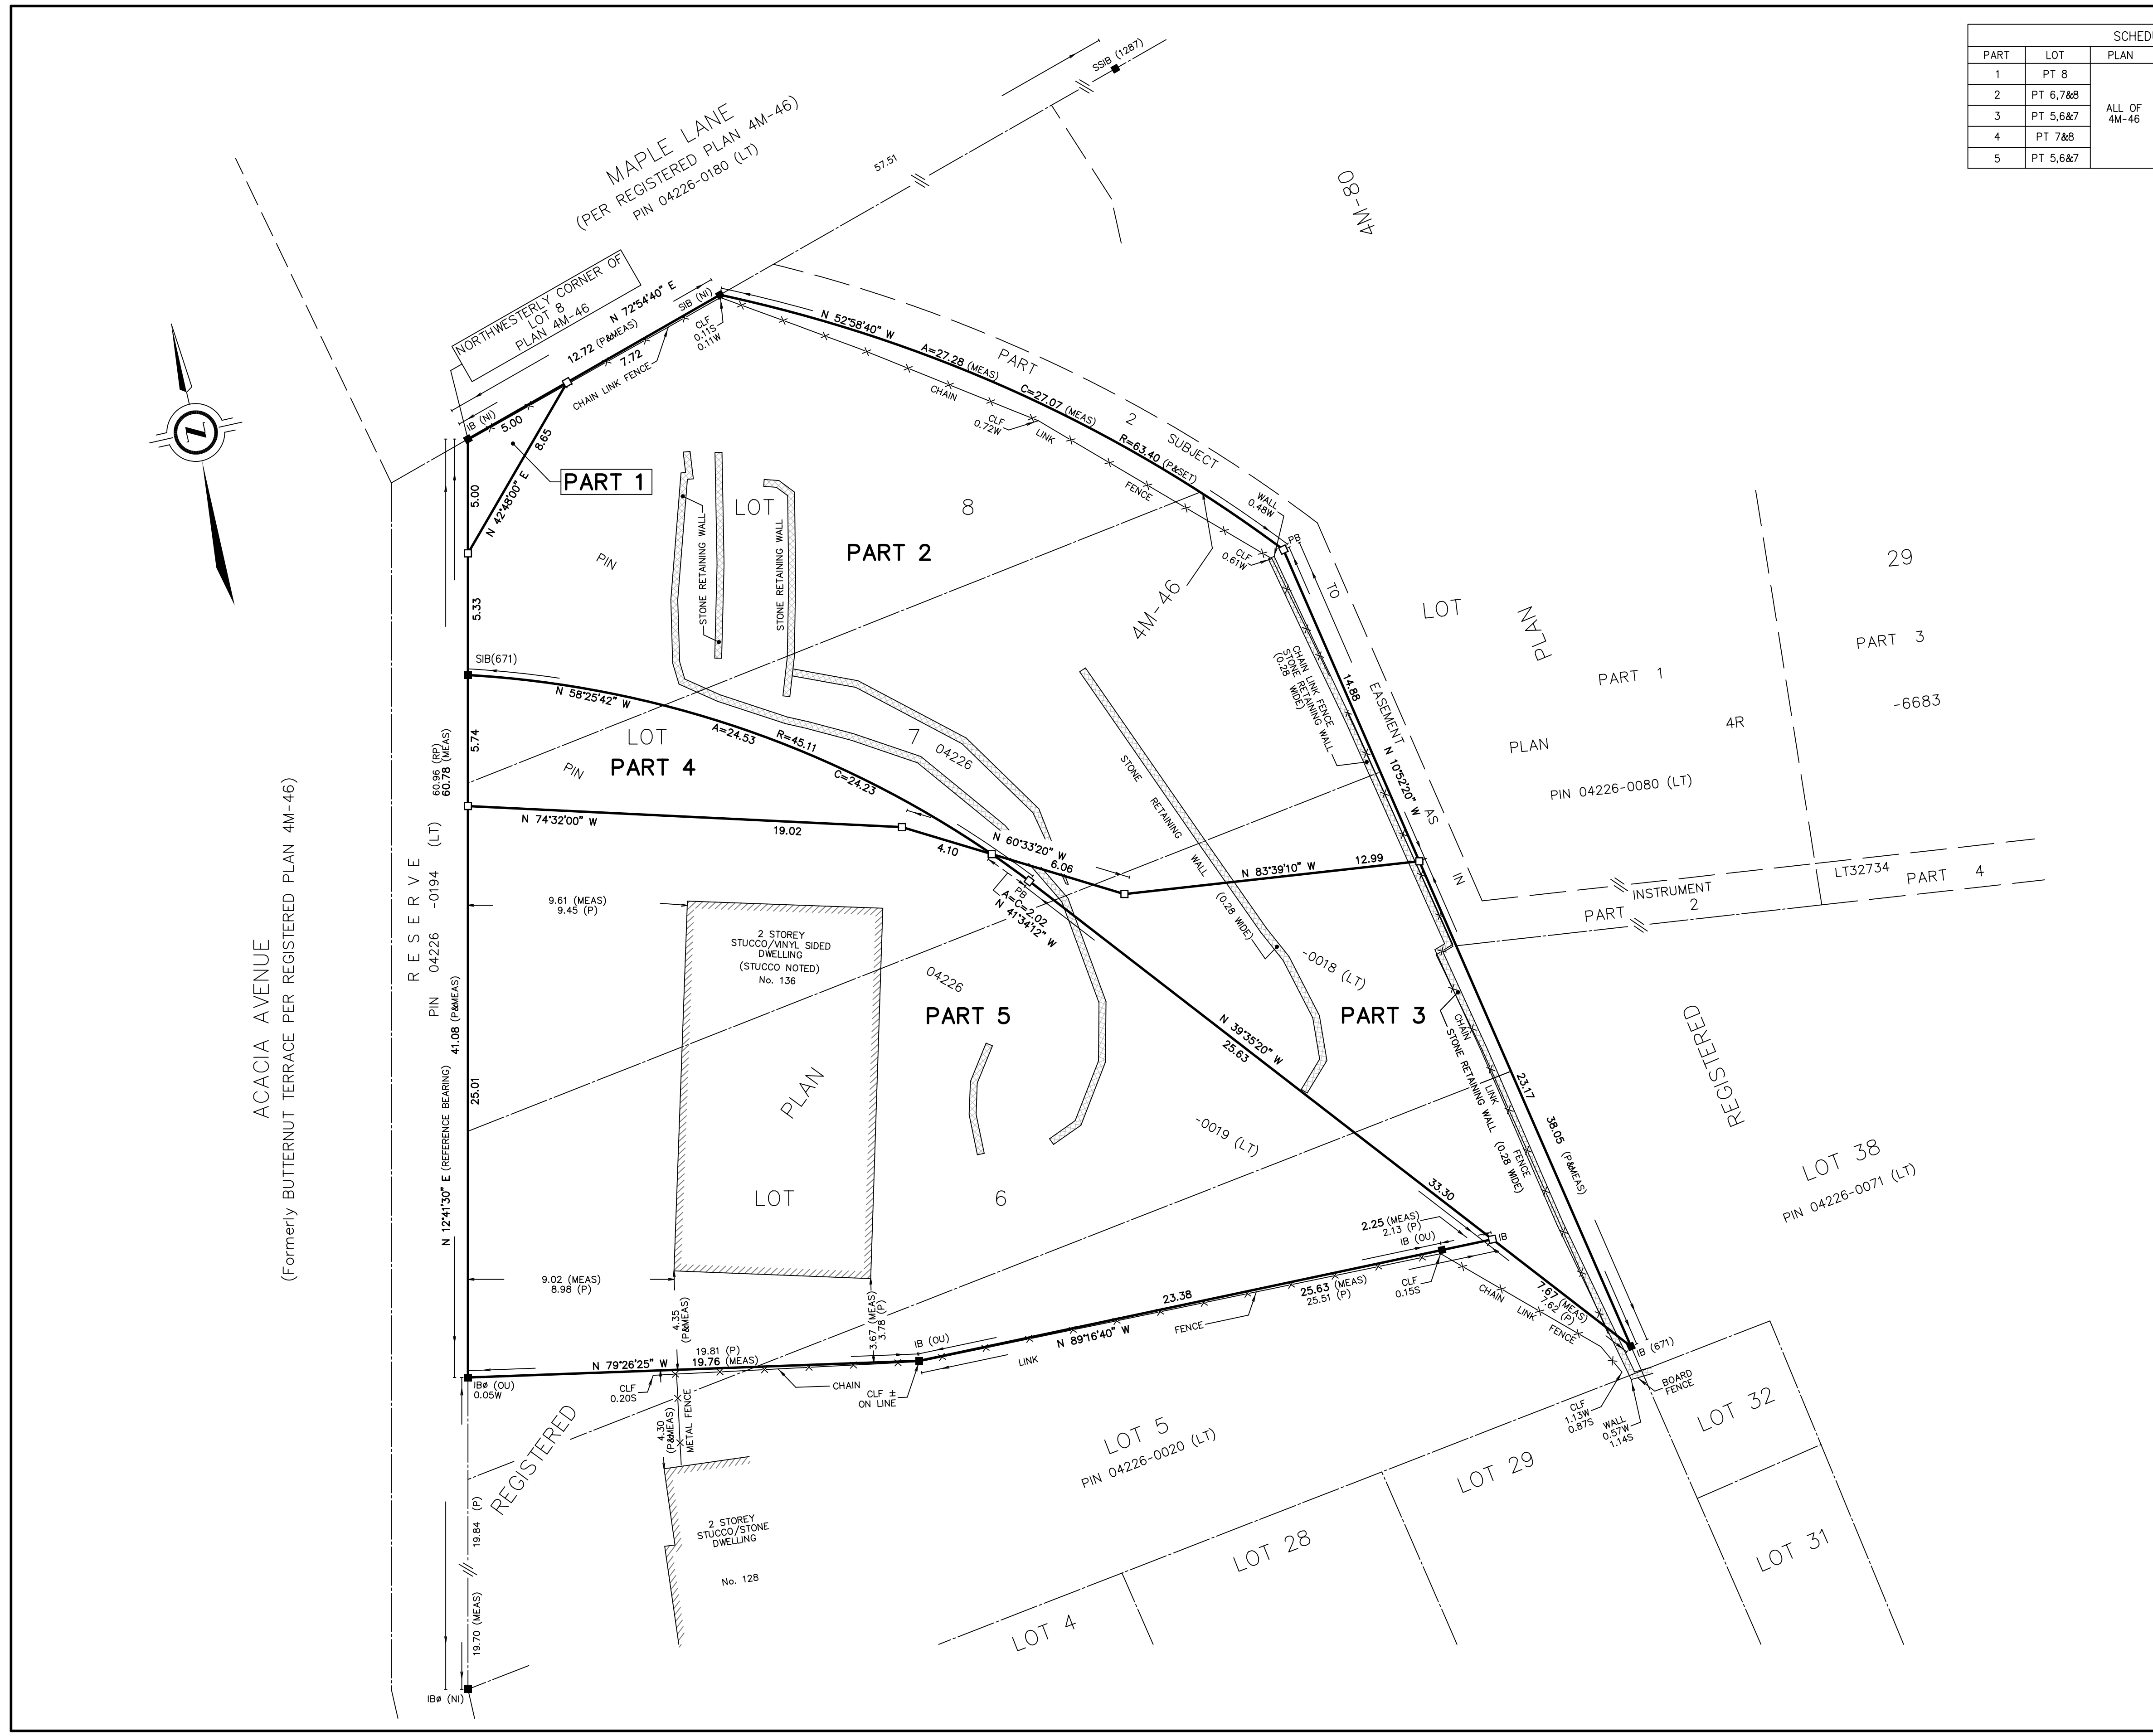 SCHED
PART LOT PLAN
1 PT 8
2 PT 6,7&8
3 PT 5,6&7
4 PT 7&8
5 PT 5,6&7
ALL OF
4M-46
SSIB (1287)
MAPLE LANE
(PER REGISTERED PLAN 4M-46)
PIN 04226-0180 (LT)
57.51
4M-80
NORTHWESTERLY CORNER OF
LOT 8
PLAN 4M-46
N 72°54'40" E
12.72 (P&MEAS)
7.72
SIB (NI)
CHAIN LINK FENCE
CLF
0.11S
0.11W
IB (NI)
5.00
8.65
N 42°48'00" E
PART 1
5.00
5.33
N 52°58'40" W
A=27.28 (MEAS)
C=27.07 (MEAS)
R=63.40 (P&SET)
CHAIN
CLF
0.72W
LINK
FENCE
PART
2
SUBJECT
TO
EASEMENT
AS
IN
WALL
0.48W
CLF
0.61W
PB
STONE RETAINING WALL
STONE RETAINING WALL
LOT
8
PART 2
PIN
4M-46
CHAIN LINK FENCE
STONE RETAINING WALL
(0.28 WIDE)
14.88
N 10°52'20" W
LOT
PLAN
29
PART 1
PART 3
4R
-6683
PLAN
PIN 04226-0080 (LT)
INSTRUMENT
LT32734
PART 4
PART 2
N
SIB(671)
N 58°25'42" W
A=24.53
R=45.11
C=24.23
LOT
7
04226
PART 4
PIN
5.74
60.96 (RP)
60.78 (MEAS)
N 74°32'00" W
19.02
4.10
N 60°33'20" W
6.06
PB
A=C=2.02
N 41°34'12" W
N 83°39'10" W
12.99
STONE
RETAINING
WALL
(0.28 WIDE)
-0018 (LT)
PART 3
ACACIA AVENUE
(Formerly BUTTERNUT TERRACE PER REGISTERED PLAN 4M-46)
RESERVE
PIN 04226 -0194 (LT)
N 12°41'30" E (REFERENCE BEARING)
41.08 (P&MEAS)
25.01
9.61 (MEAS)
9.45 (P)
2 STOREY
STUCCO/VINYL SIDED
DWELLING
(STUCCO NOTED)
No. 136
04226
PART 5
PLAN
LOT
6
N 39°35'20" W
25.63
-0019 (LT)
33.30
CHAIN
LINK
FENCE
STONE RETAINING WALL (0.28 WIDE)
23.17
38.05 (P&MEAS)
REGISTERED
LOT 38
PIN 04226-0071 (LT)
9.02 (MEAS)
8.98 (P)
4.35
(P&MEAS)
3.67 (MEAS)
3.78 (P)
2.25 (MEAS)
2.13 (P)
IB (OU)
IB
CLF
0.15S
CHAIN
LINK
FENCE
7.67 (MEAS)
7.62 (P)
IB (671)
BOARD
FENCE
CLF
1.13W
0.87S
WALL
0.57W
1.14S
25.63 (MEAS)
25.51 (P)
23.38
N 89°16'40" W
FENCE
LINK
CHAIN
IB (OU)
CLF ±
ON LINE
19.81 (P)
19.76 (MEAS)
N 79°26'25" W
CLF
0.20S
IBø (OU)
0.05W
METAL FENCE
4.30
(P&MEAS)
REGISTERED
2 STOREY
STUCCO/STONE
DWELLING
No. 128
LOT 5
PIN 04226-0020 (LT)
19.84 (P)
19.70 (MEAS)
IBø (NI)
LOT 4
LOT 28
LOT 29
LOT 32
LOT 31